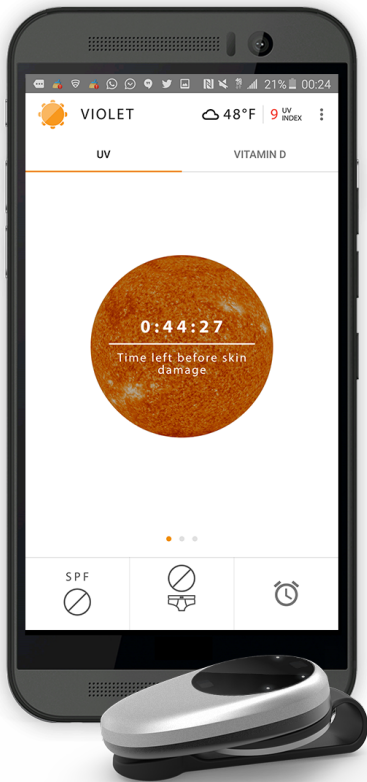 21% 00:24
VIOLET
48°F
9 UV INDEX
UV
VITAMIN D
0:44:27
Time left before skin
damage
SPF